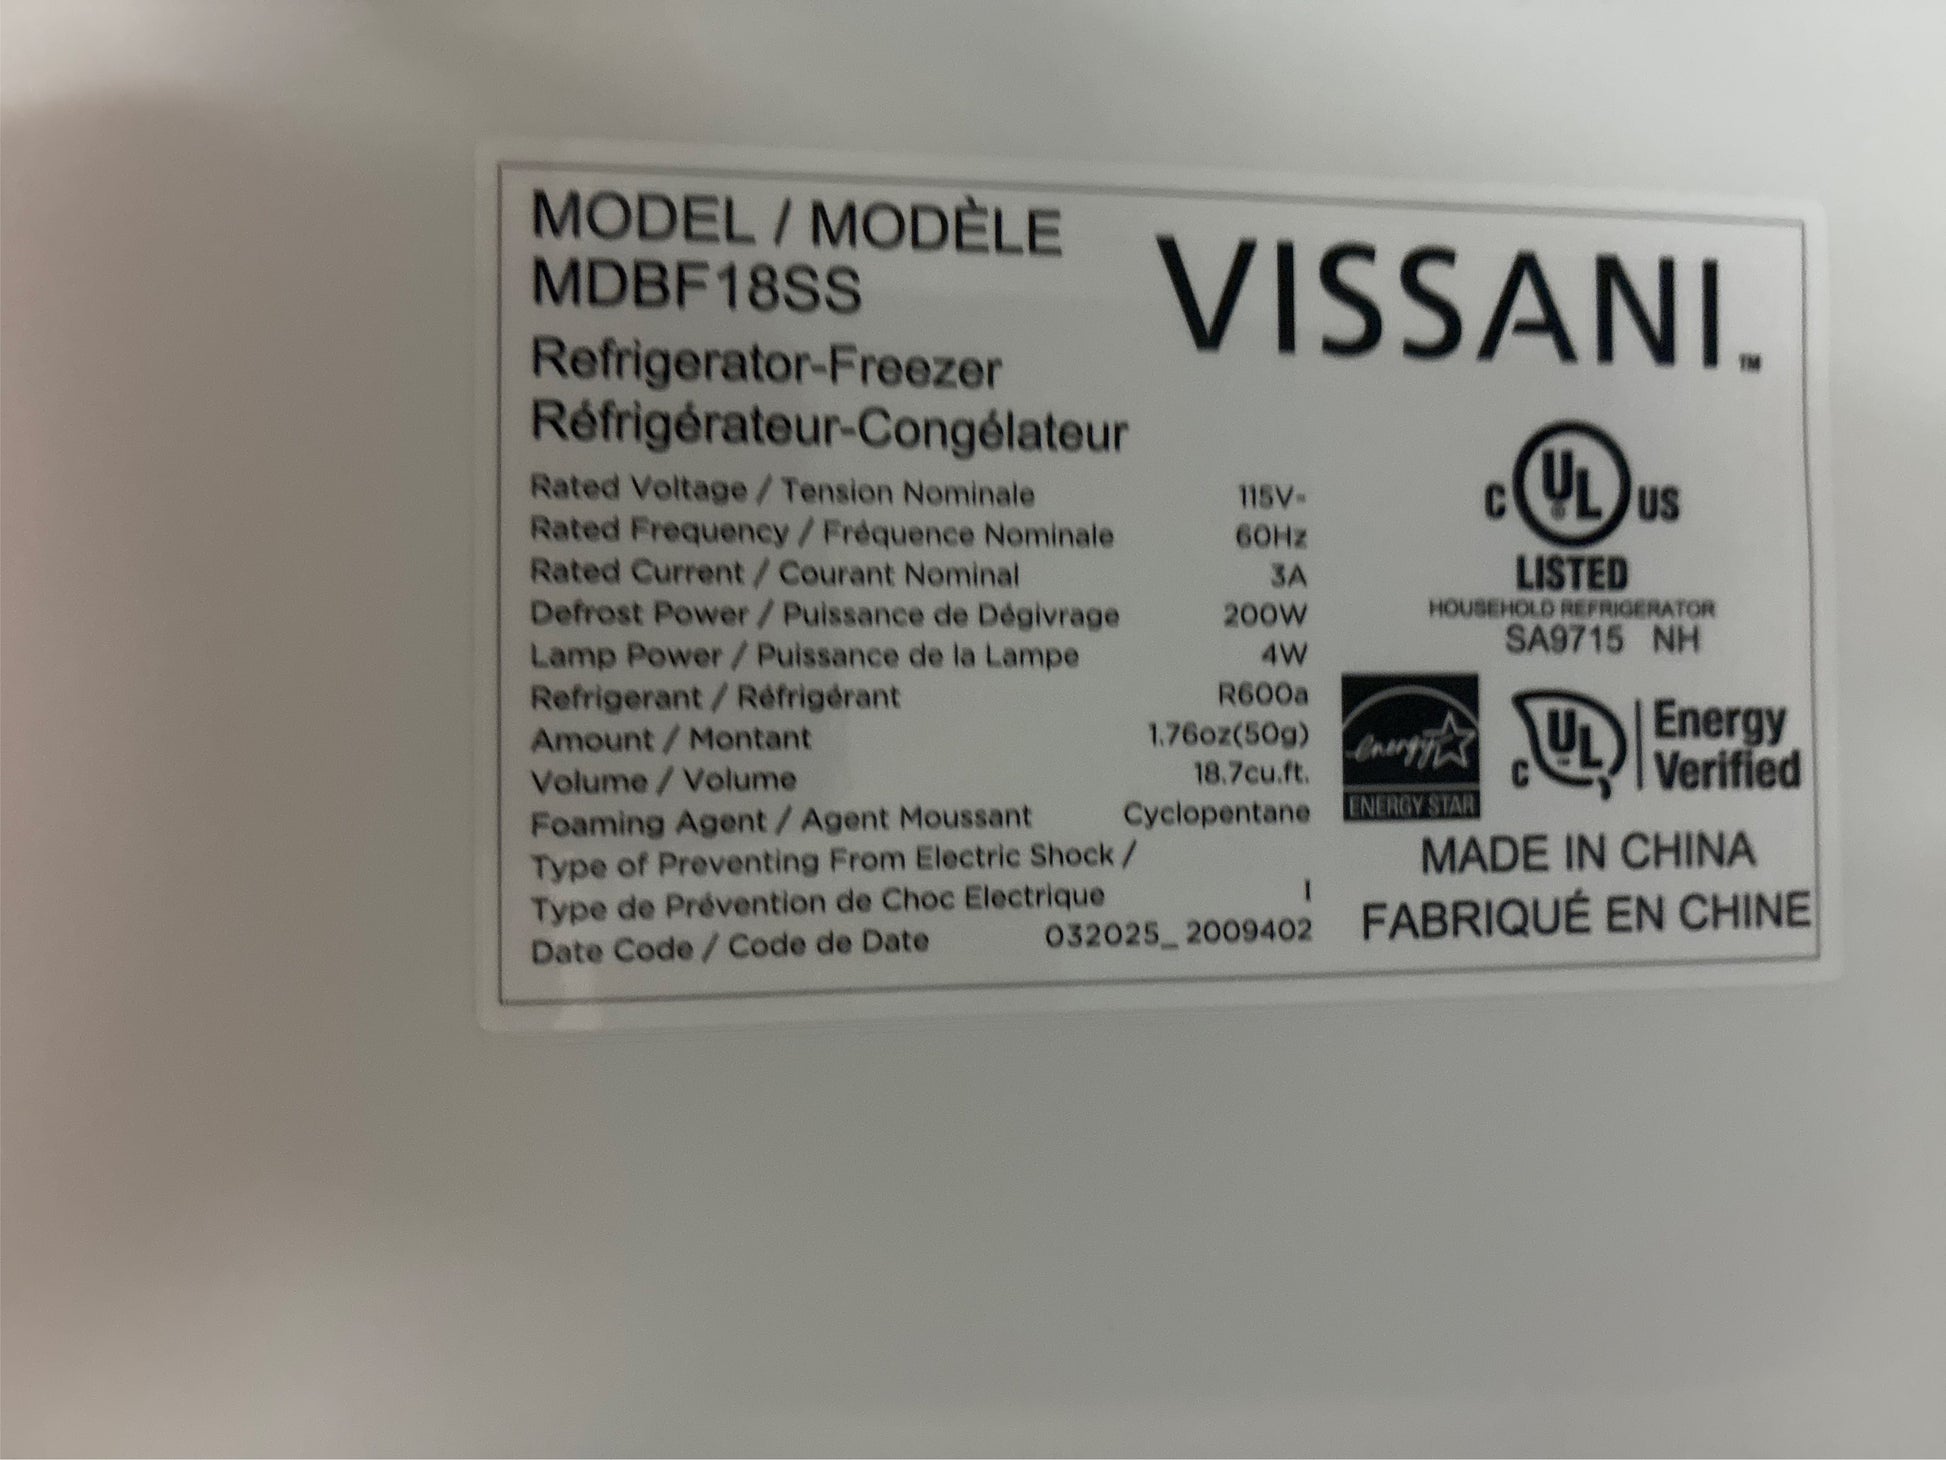 MODEL / MODÈLE
MDBF18SS
VISSANI™
Refrigerator-Freezer
Réfrigérateur-Congélateur
Rated Voltage / Tension Nominale 115V~
Rated Frequency / Fréquence Nominale 60Hz
Rated Current / Courant Nominal 3A
Defrost Power / Puissance de Dégivrage 200W
Lamp Power / Puissance de la Lampe 4W
Refrigerant / Réfrigérant R600a
Amount / Montant 1.76oz(50g)
Volume / Volume 18.7cu.ft.
Foaming Agent / Agent Moussant Cyclopentane
Type of Preventing From Electric Shock /
Type de Prévention de Choc Electrique I
Date Code / Code de Date 032025_ 2009402
C UL ® US
LISTED
HOUSEHOLD REFRIGERATOR
SA9715 NH
energy
ENERGY STAR
C UL Energy
Verified
MADE IN CHINA
FABRIQUÉ EN CHINE